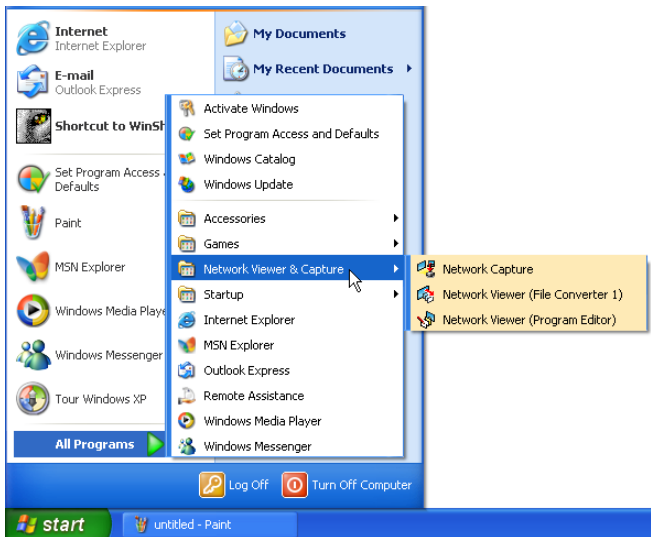 Internet
Internet Explorer
E-mail
Outlook Express
Shortcut to WinSh
Set Program Access
Defaults
Paint
MSN Explorer
Windows Media Playe
Windows Messenger
Tour Windows XP
All Programs
My Documents
My Recent Documents
Activate Windows
Set Program Access and Defaults
Windows Catalog
Windows Update
Accessories
Games
Network Viewer & Capture
Startup
Internet Explorer
MSN Explorer
Outlook Express
Remote Assistance
Windows Media Player
Windows Messenger
Network Capture
Network Viewer (File Converter 1)
Network Viewer (Program Editor)
Log Off
Turn Off Computer
start
untitled - Paint